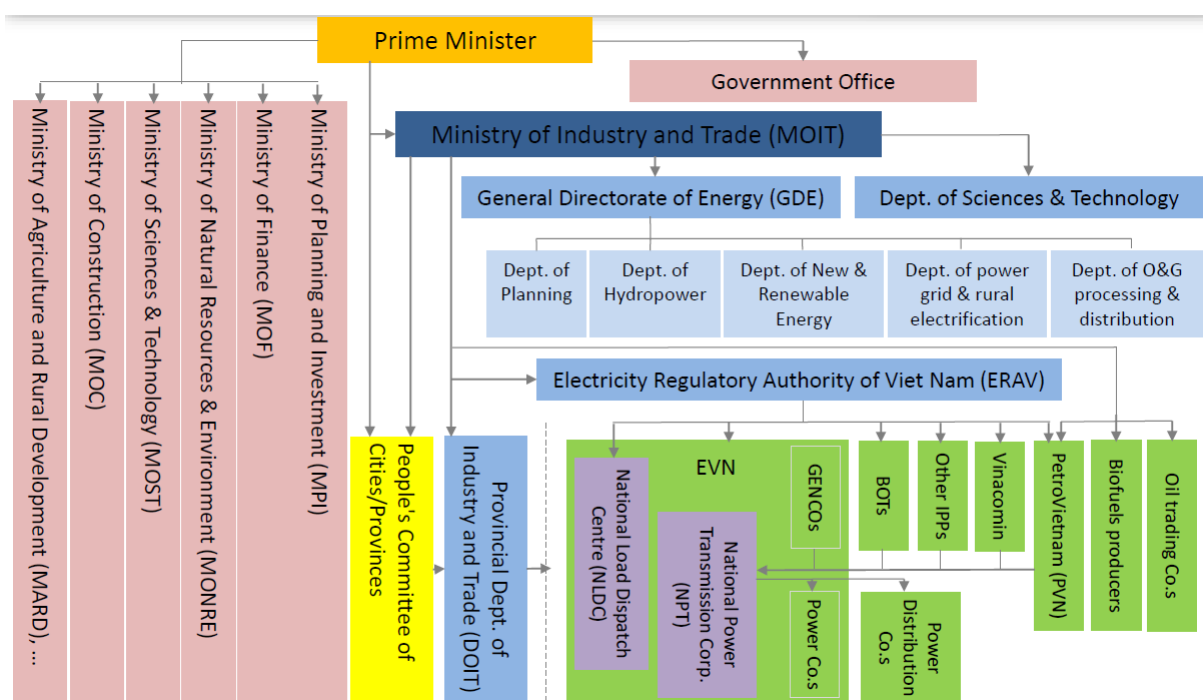 Prime Minister
Government Office
Ministry of Agriculture and Rural Development (MARD), ...
Ministry of Construction (MOC)
Ministry of Sciences & Technology (MOST)
Ministry of Natural Resources & Environment (MONRE)
Ministry of Finance (MOF)
Ministry of Planning and Investment (MPI)
Ministry of Industry and Trade (MOIT)
General Directorate of Energy (GDE)
Dept. of Sciences & Technology
Dept. of
Planning
Dept. of
Hydropower
Dept. of New &
Renewable
Energy
Dept. of power
grid & rural
electrification
Dept. of O&G
processing &
distribution
Electricity Regulatory Authority of Viet Nam (ERAV)
People's Committee of
Cities/Provinces
Provincial Dept. of
Industry and Trade (DOIT)
EVN
National Load Dispatch
Centre (NLDC)
National Power
Transmission Corp.
(NPT)
GENCOs
Power Co.s
BOTs
Other IPPs
Vinacomin
PetroVietnam (PVN)
Biofuels producers
Oil trading Co.s
Power
Distribution
Co.s